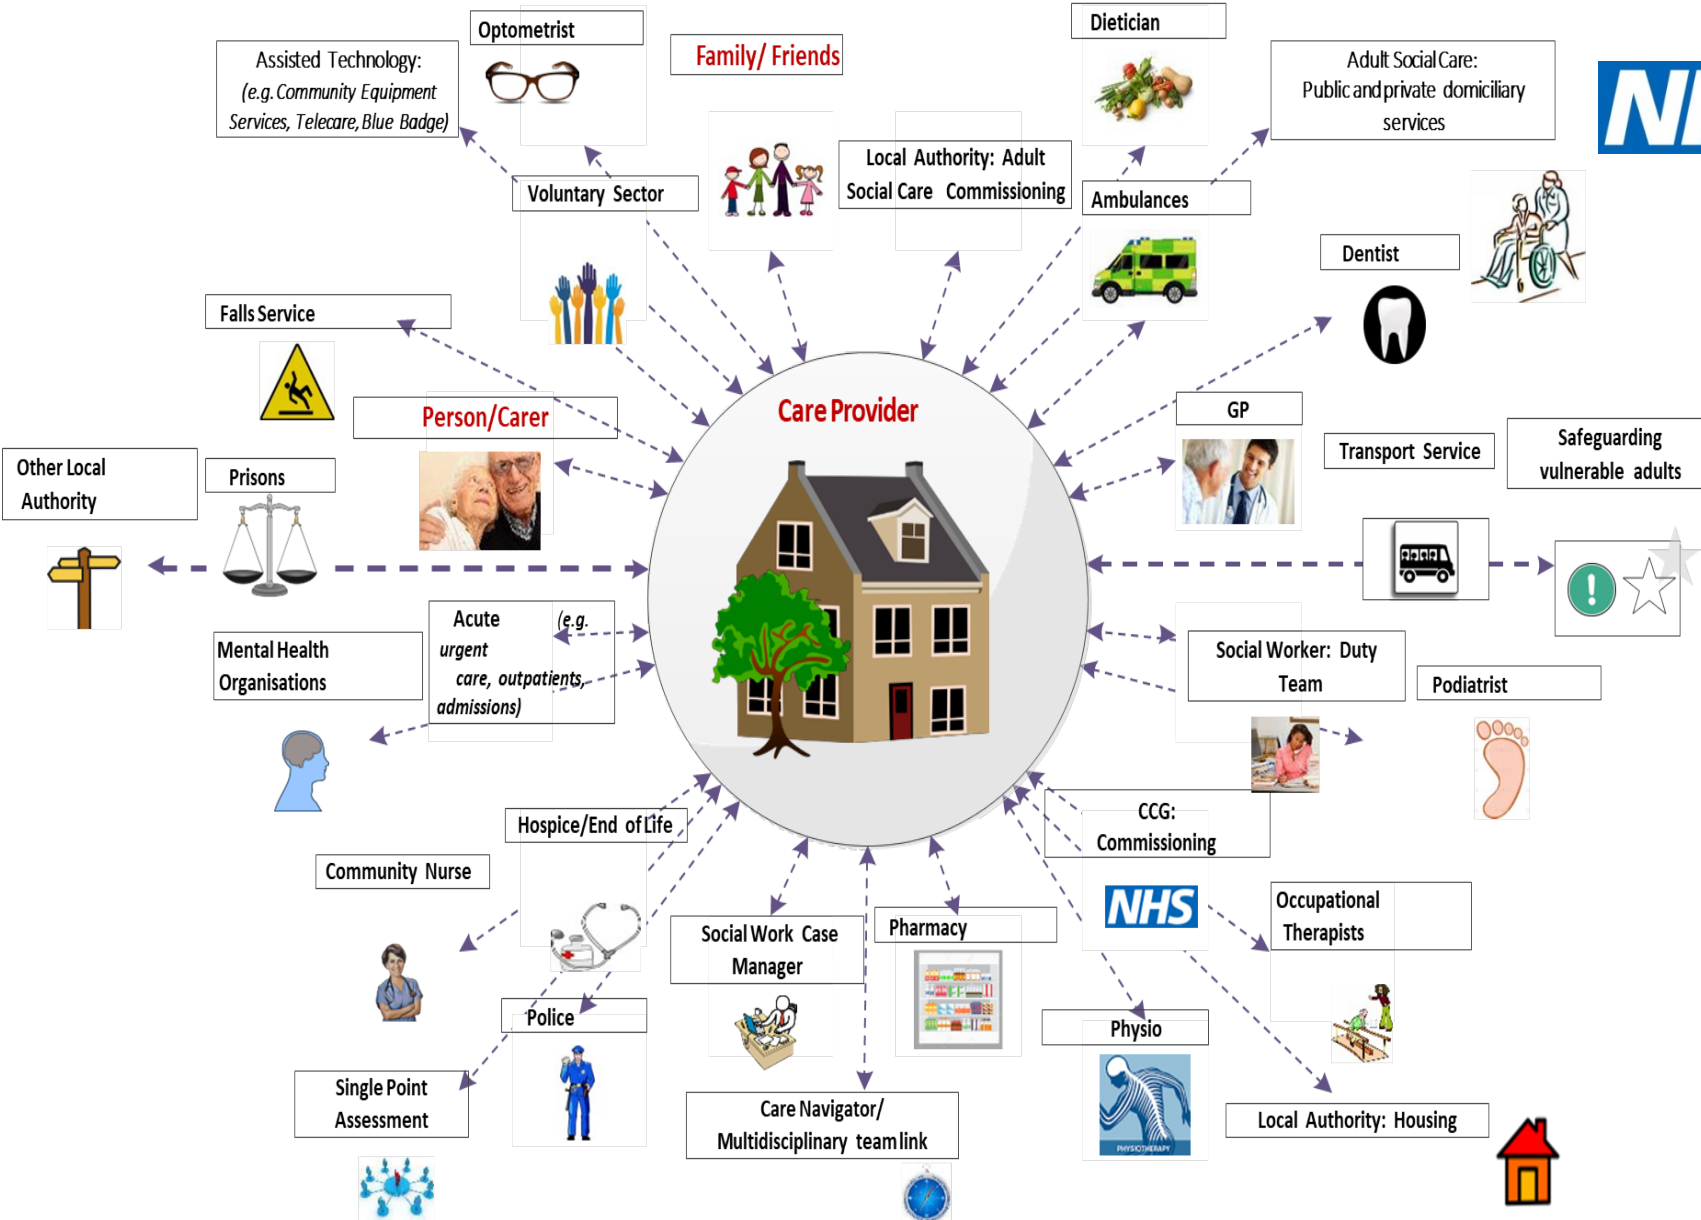 Optometrist
Dietician
Family/ Friends
Assisted Technology:
(e.g. Community Equipment
Services, Telecare, Blue Badge)
Adult Social Care:
Public and private domiciliary
services
Local Authority: Adult
Social Care Commissioning
Voluntary Sector
Ambulances
Dentist
Falls Service
Person/Carer
Care Provider
GP
Transport Service
Safeguarding
vulnerable adults
Other Local
Authority
Prisons
Acute (e.g.
urgent
care, outpatients,
admissions)
Mental Health
Organisations
Social Worker: Duty
Team
Podiatrist
Hospice/End of Life
CCG:
Commissioning
NHS
Community Nurse
Occupational
Therapists
Social Work Case
Manager
Pharmacy
Police
Physio
PHYSIOTHERAPY
Single Point
Assessment
Care Navigator/
Multidisciplinary team link
Local Authority: Housing